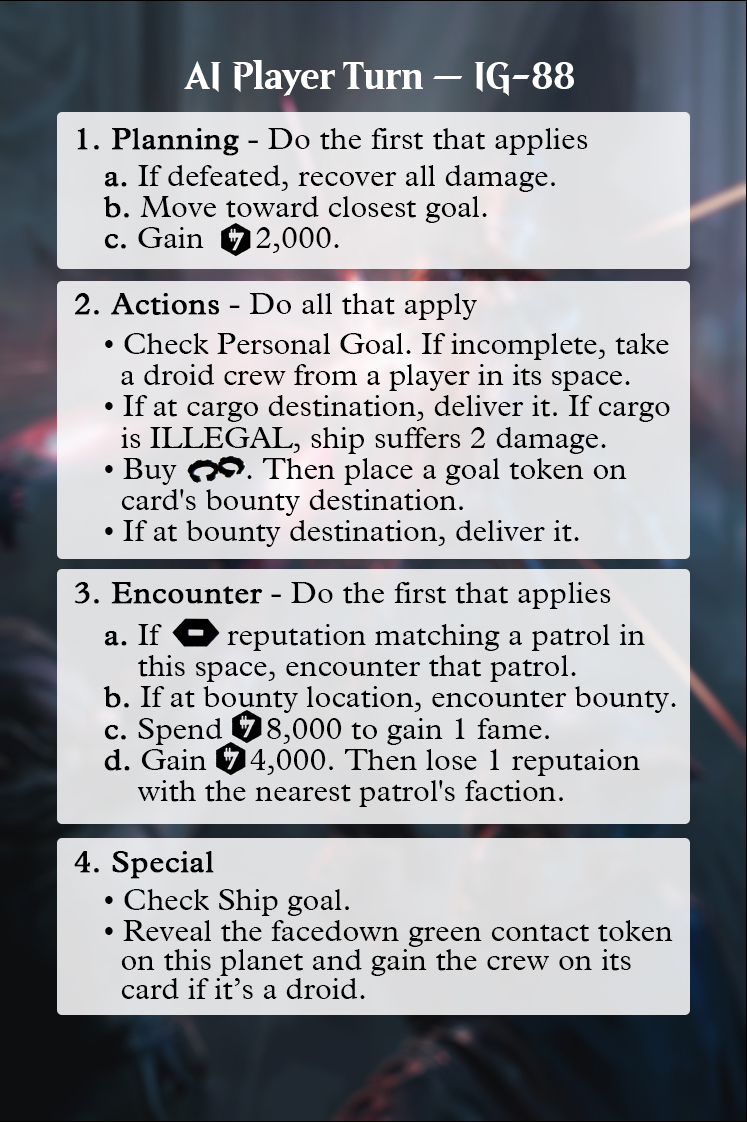 AI Player Turn — IG-88
1. Planning - Do the first that applies
a. If defeated, recover all damage.
b. Move toward closest goal.
c. Gain 2,000.
2. Actions - Do all that apply
• Check Personal Goal. If incomplete, take
a droid crew from a player in its space.
• If at cargo destination, deliver it. If cargo
is ILLEGAL, ship suffers 2 damage.
• Buy . Then place a goal token on
card's bounty destination.
• If at bounty destination, deliver it.
3. Encounter - Do the first that applies
a. If reputation matching a patrol in
this space, encounter that patrol.
b. If at bounty location, encounter bounty.
c. Spend 8,000 to gain 1 fame.
d. Gain 4,000. Then lose 1 reputaion
with the nearest patrol's faction.
4. Special
• Check Ship goal.
• Reveal the facedown green contact token
on this planet and gain the crew on its
card if it’s a droid.